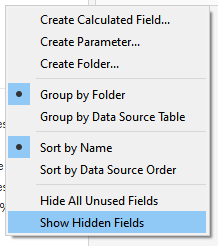 Create Calculated Field...
Create Parameter...
Create Folder...
Group by Folder
Group by Data Source Table
Sort by Name
Sort by Data Source Order
Hide All Unused Fields
Show Hidden Fields